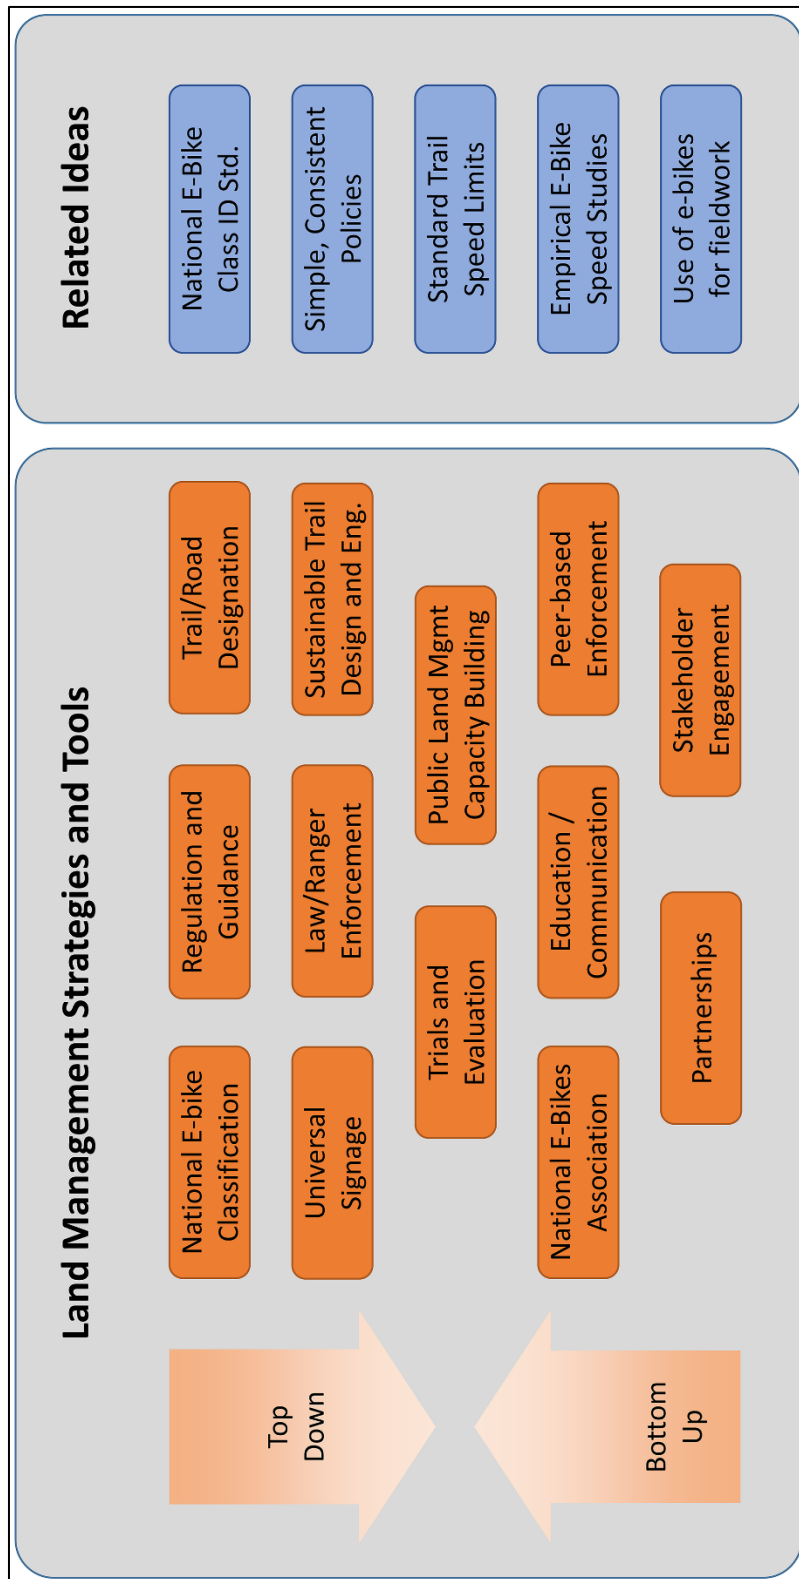 Land Management Strategies and Tools
Top
Down
National E-bike
Classification
Regulation and
Guidance
Trail/Road
Designation
Universal
Signage
Law/Ranger
Enforcement
Sustainable Trail
Design and Eng.
Trials and
Evaluation
Public Land Mgmt
Capacity Building
Bottom
Up
National E-Bikes
Association
Education /
Communication
Peer-based
Enforcement
Partnerships
Stakeholder
Engagement
Related Ideas
National E-Bike
Class ID Std.
Simple, Consistent
Policies
Standard Trail
Speed Limits
Empirical E-Bike
Speed Studies
Use of e-bikes
for fieldwork